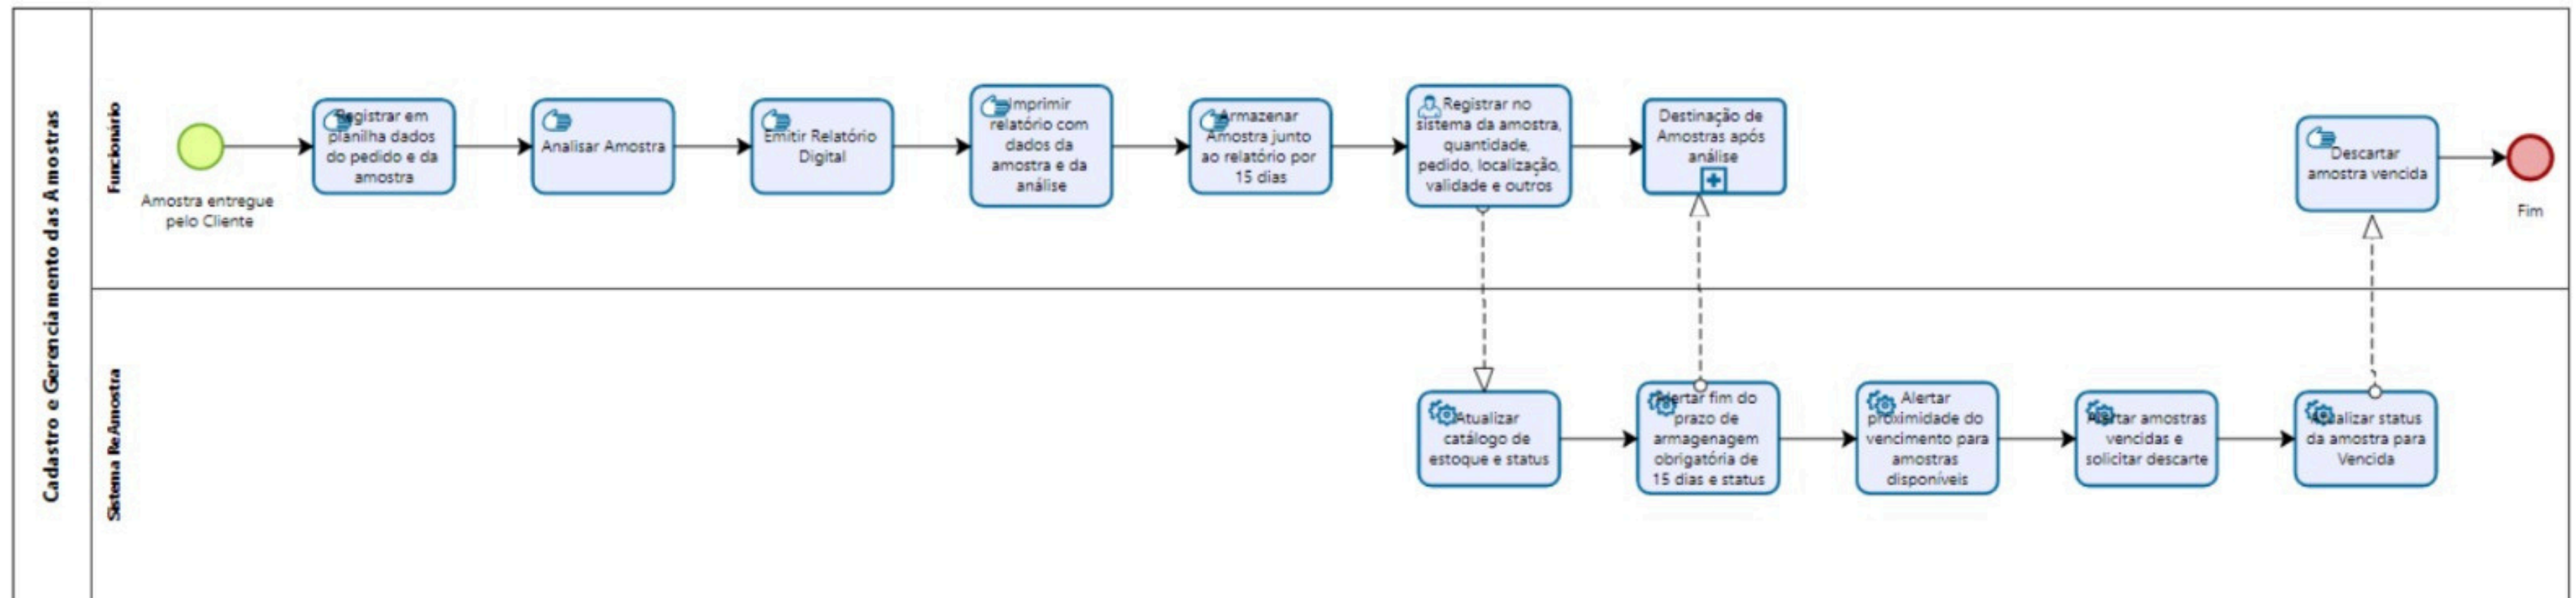 Cadastro e Gerenciamento das Amostras
Funcionário
Amostra entregue
pelo Cliente
Registrar em
planilha dados
do pedido e da
amostra
Analisar Amostra
Emitir Relatório
Digital
Imprimir
relatório com
dados da
amostra e da
análise
Armazenar
Amostra junto
ao relatório por
15 dias
Registrar no
sistema da amostra,
quantidade,
pedido, localização,
validade e outros
Destinação de
Amostras após
análise
Descartar
amostra vencida
Fim
Sistema ReAmostra
Atualizar
catálogo de
estoque e status
Alertar fim do
prazo de
armagenagem
obrigatória de
15 dias e status
Alertar
proximidade do
vencimento para
amostras
disponíveis
Alertar amostras
vencidas e
solicitar descarte
Atualizar status
da amostra para
Vencida